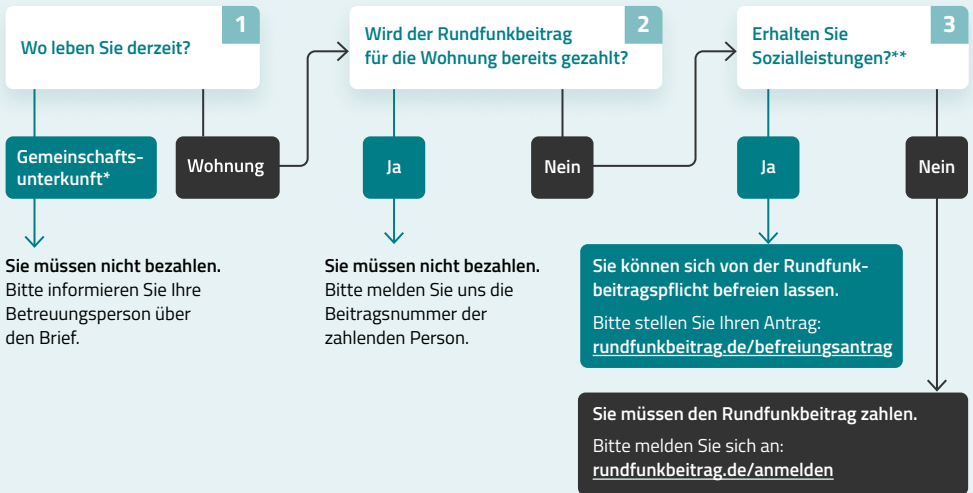 1
Wo leben Sie derzeit?
Gemeinschafts-
unterkunft*
Wohnung
Sie müssen nicht bezahlen.
Bitte informieren Sie Ihre
Betreuungsperson über
den Brief.
2
Wird der Rundfunkbeitrag
für die Wohnung bereits gezahlt?
Ja
Nein
Sie müssen nicht bezahlen.
Bitte melden Sie uns die
Beitragsnummer der
zahlenden Person.
3
Erhalten Sie
Sozialleistungen?**
Ja
Nein
Sie können sich von der Rundfunk-
beitragspflicht befreien lassen.
Bitte stellen Sie Ihren Antrag:
rundfunkbeitrag.de/befreiungsantrag
Sie müssen den Rundfunkbeitrag zahlen.
Bitte melden Sie sich an:
rundfunkbeitrag.de/anmelden